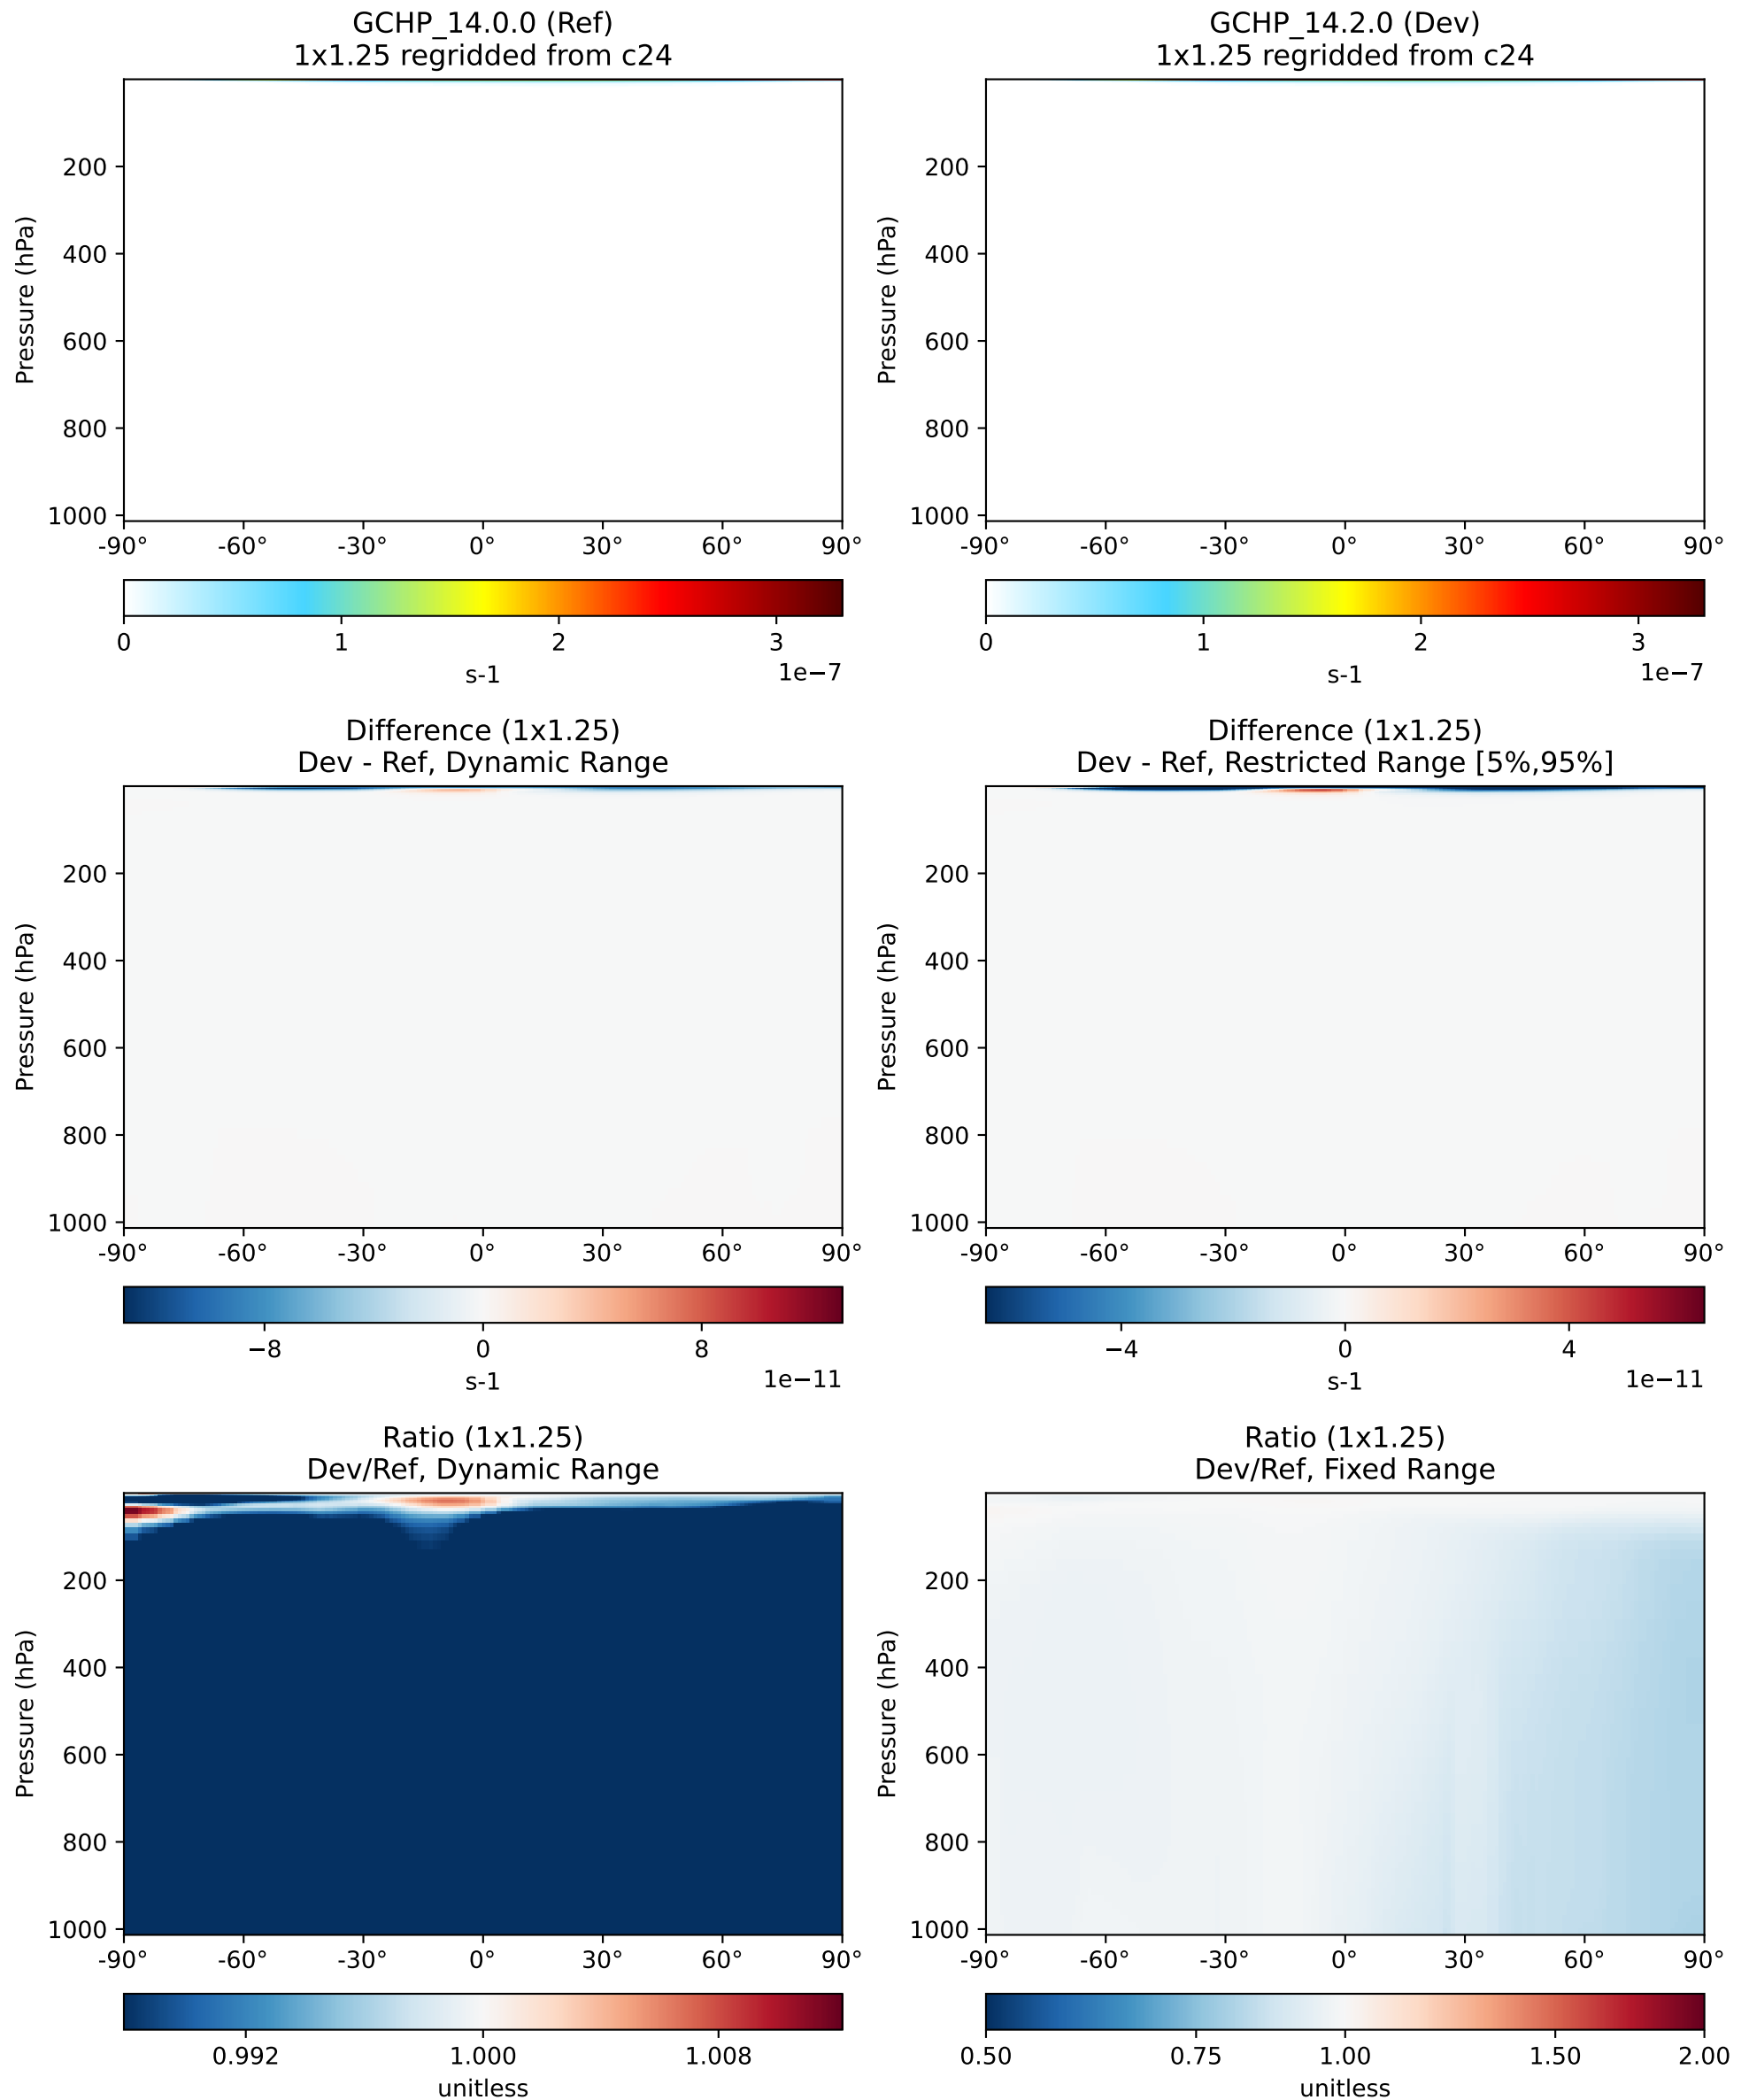 GCHP_14.0.0 (Ref)
1x1.25 regridded from c24
Pressure (hPa)
200
400
600
800
1000
-90° -60° -30° 0° 30° 60° 90°
0 1 2 3
s-1
1e−7
GCHP_14.2.0 (Dev)
1x1.25 regridded from c24
Pressure (hPa)
200
400
600
800
1000
-90° -60° -30° 0° 30° 60° 90°
0 1 2 3
s-1
1e−7
Difference (1x1.25)
Dev - Ref, Dynamic Range
Pressure (hPa)
200
400
600
800
1000
-90° -60° -30° 0° 30° 60° 90°
−8 0 8
s-1
1e−11
Difference (1x1.25)
Dev - Ref, Restricted Range [5%,95%]
Pressure (hPa)
200
400
600
800
1000
-90° -60° -30° 0° 30° 60° 90°
−4 0 4
s-1
1e−11
Ratio (1x1.25)
Dev/Ref, Dynamic Range
Pressure (hPa)
200
400
600
800
1000
-90° -60° -30° 0° 30° 60° 90°
0.992 1.000 1.008
unitless
Ratio (1x1.25)
Dev/Ref, Fixed Range
Pressure (hPa)
200
400
600
800
1000
-90° -60° -30° 0° 30° 60° 90°
0.50 0.75 1.00 1.50 2.00
unitless